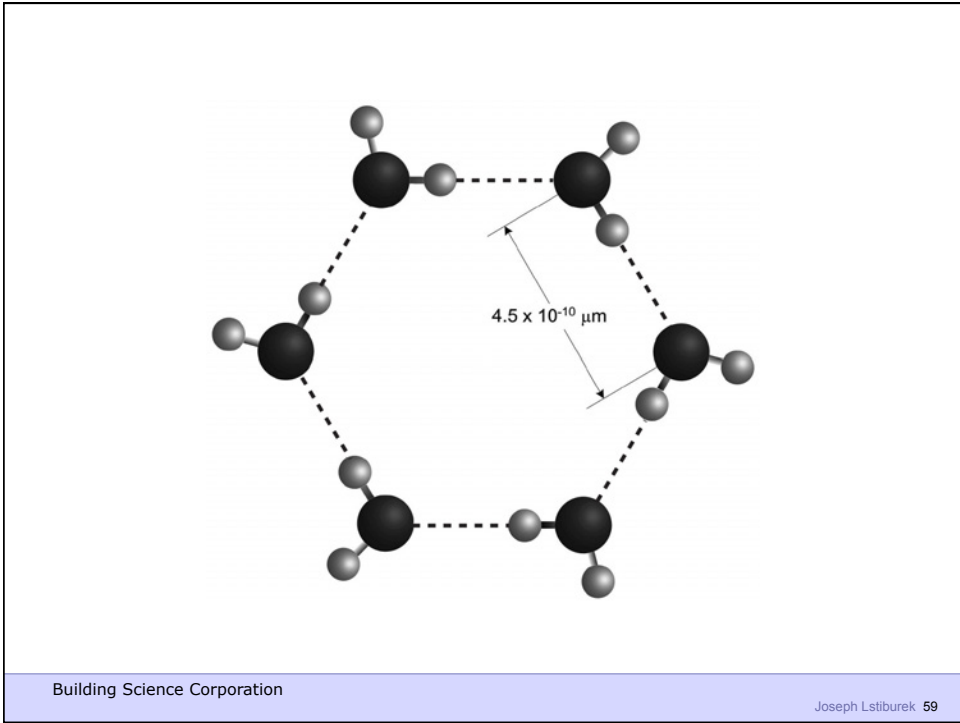 4.5 x 10⁻¹⁰ μm
Building Science Corporation
Joseph Lstiburek 59